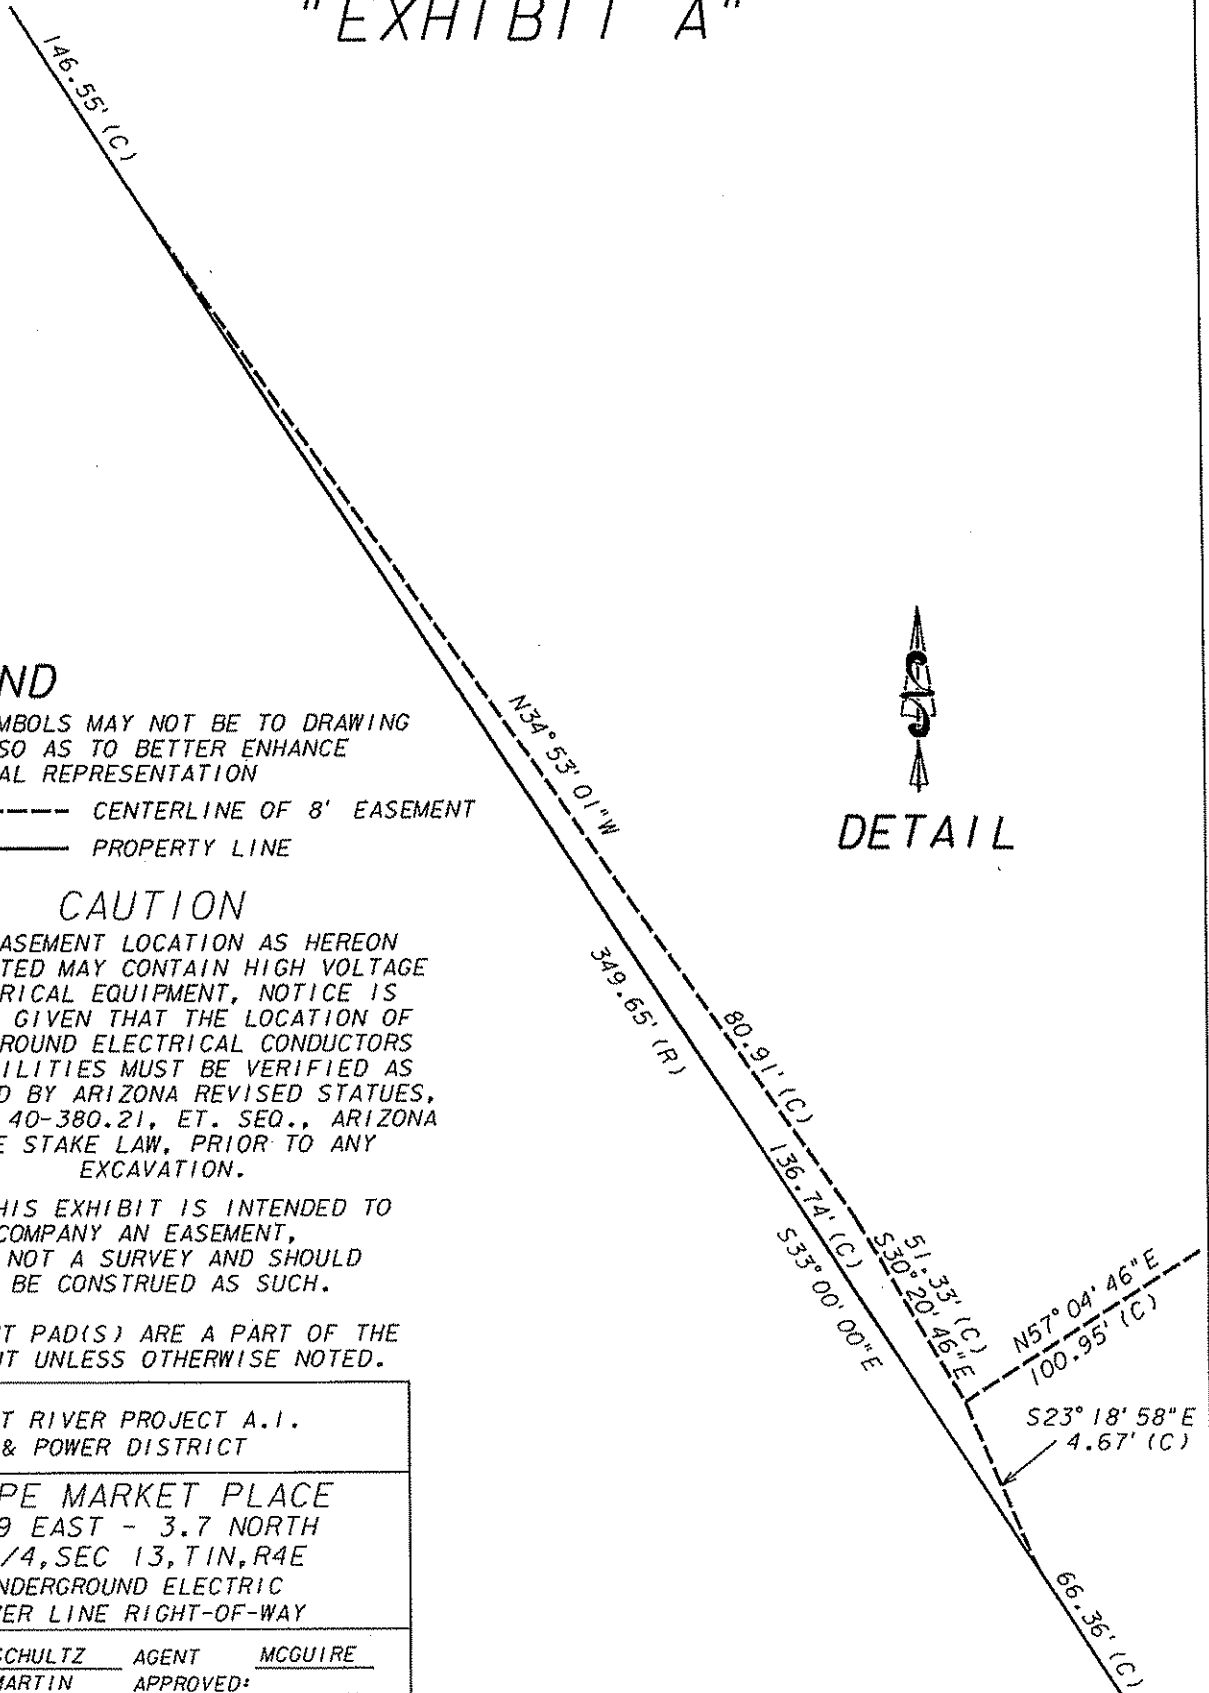 "EXHIBIT A"
146.55' (C)
N34°53'01"W
349.65' (R)
80.91' (C)
136.74' (C)
S33°00'00"E
51.33' (C)
S30°20'46"E
N57°04'46"E
100.95' (C)
S23°18'58"E
4.67' (C)
66.36' (C)
DETAIL
ND
MBOLS MAY NOT BE TO DRAWING
SO AS TO BETTER ENHANCE
AL REPRESENTATION
CENTERLINE OF 8' EASEMENT
PROPERTY LINE
CAUTION
ASEMENT LOCATION AS HEREON
TED MAY CONTAIN HIGH VOLTAGE
RICAL EQUIPMENT, NOTICE IS
GIVEN THAT THE LOCATION OF
ROUND ELECTRICAL CONDUCTORS
ILITIES MUST BE VERIFIED AS
D BY ARIZONA REVISED STATUES,
40-380.21, ET. SEQ., ARIZONA
E STAKE LAW, PRIOR TO ANY
EXCAVATION.
HIS EXHIBIT IS INTENDED TO
COMPANY AN EASEMENT,
NOT A SURVEY AND SHOULD
BE CONSTRUED AS SUCH.
T PAD(S) ARE A PART OF THE
T UNLESS OTHERWISE NOTED.
T RIVER PROJECT A.I.
& POWER DISTRICT
PE MARKET PLACE
9 EAST - 3.7 NORTH
/4, SEC 13, T1N, R4E
NDERGROUND ELECTRIC
ER LINE RIGHT-OF-WAY
SCHULTZ AGENT MCGUIRE
MARTIN APPROVED: